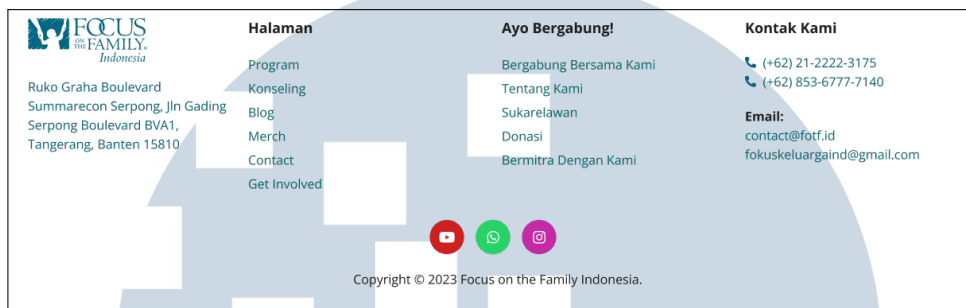 FOCUS
ON THE FAMILY.
Indonesia
Ruko Graha Boulevard
Summarecon Serpong, Jln Gading
Serpong Boulevard BVA1,
Tangerang, Banten 15810
Halaman
Program
Konseling
Blog
Merch
Contact
Get Involved
Ayo Bergabung!
Bergabung Bersama Kami
Tentang Kami
Sukarelawan
Donasi
Bermitra Dengan Kami
Kontak Kami
(+62) 21-2222-3175
(+62) 853-6777-7140
Email:
contact@fotf.id
fokuskeluargaind@gmail.com
Copyright © 2023 Focus on the Family Indonesia.